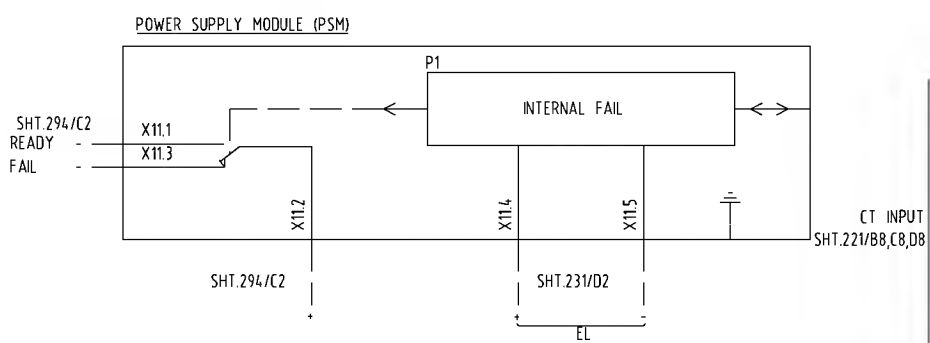 POWER SUPPLY MODULE (PSM)
P1
INTERNAL FAIL
SHT.294/C2
READY - X11.1
FAIL - X11.3
X11.2
X11.4
X11.5
CT INPUT
SHT.221/B8,C8,D8
SHT.294/C2
SHT.231/D2
+
+ -
EL